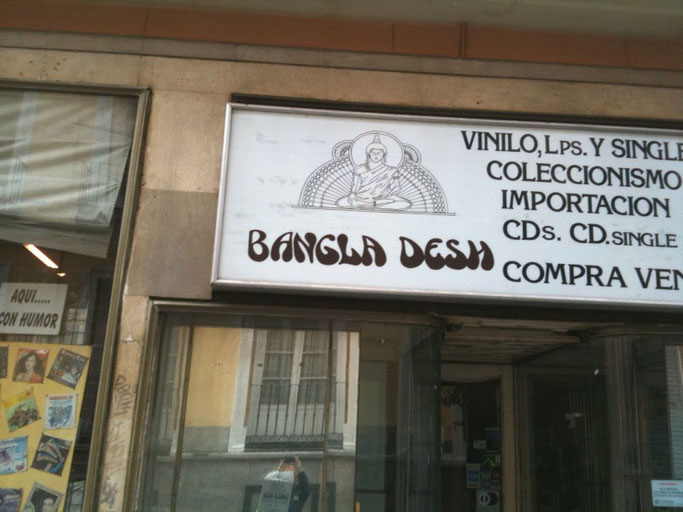 VINILO, LPS. Y SINGLE
COLECCIONISMO
IMPORTACION
CDS. CD. SINGLE
COMPRA VEN
BANGLA DESH
AQUI.....
CON HUMOR